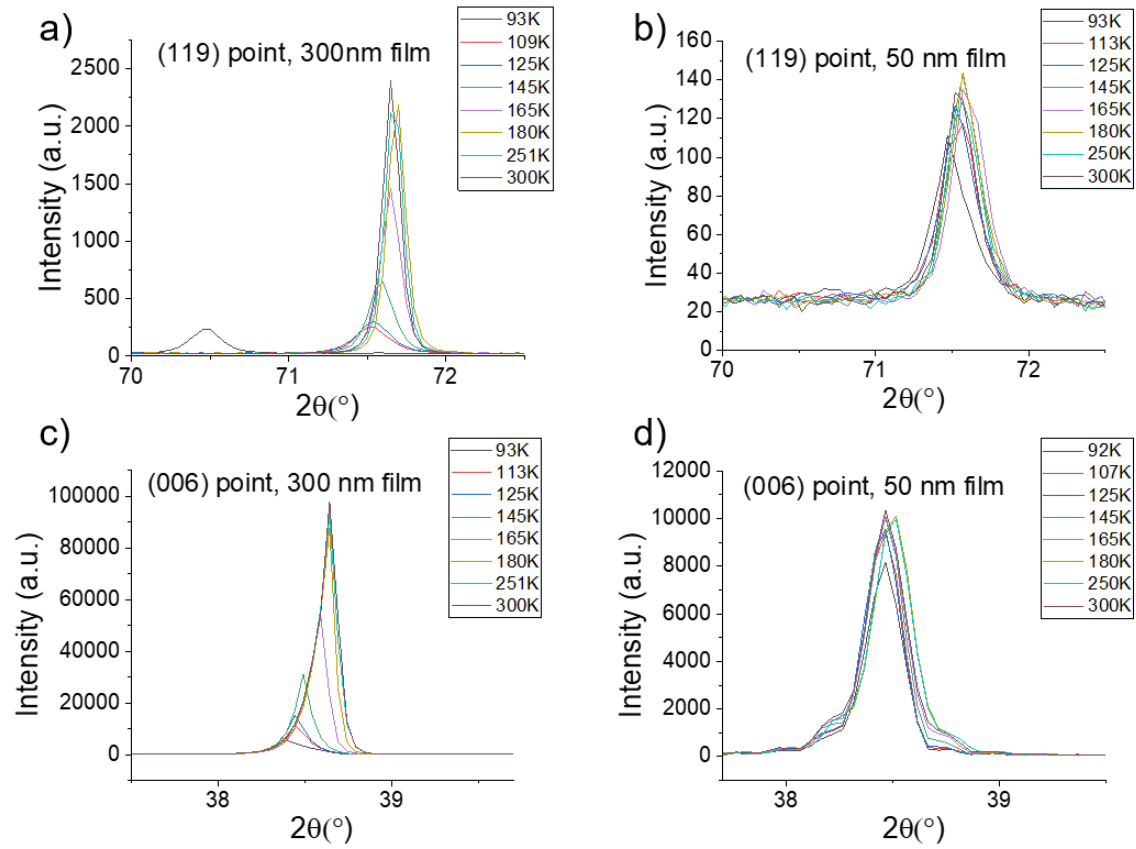 a)
(119) point, 300nm film
93K
109K
125K
145K
165K
180K
251K
300K
Intensity (a.u.)
2500
2000
1500
1000
500
0
70
71
72
2θ(°)
b)
(119) point, 50 nm film
93K
113K
125K
145K
165K
180K
250K
300K
Intensity (a.u.)
160
140
120
100
80
60
40
20
0
70
71
72
2θ(°)
c)
(006) point, 300 nm film
93K
113K
125K
145K
165K
180K
251K
300K
Intensity (a.u.)
100000
80000
60000
40000
20000
0
38
39
2θ(°)
d)
(006) point, 50 nm film
92K
107K
125K
145K
165K
180K
250K
300K
Intensity (a.u.)
12000
10000
8000
6000
4000
2000
0
38
39
2θ(°)